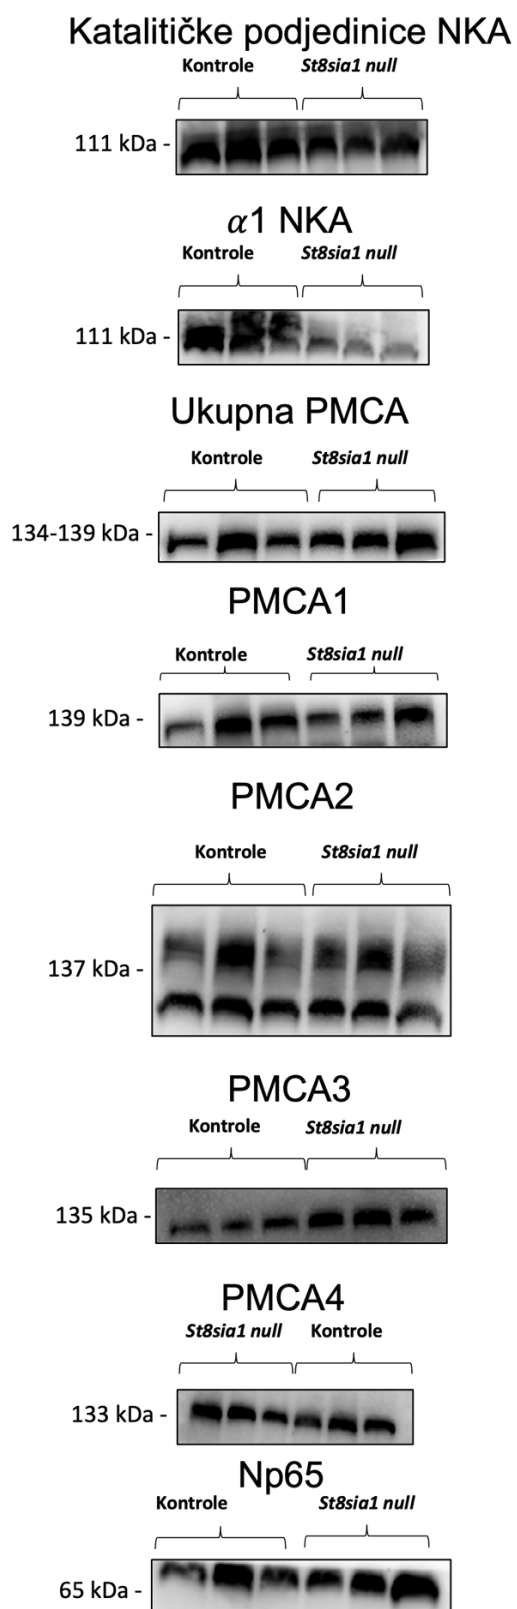 Katalitičke podjedinice NKA
Kontrole St8sia1 null
111 kDa -
α1 NKA
Kontrole St8sia1 null
111 kDa -
Ukupna PMCA
Kontrole St8sia1 null
134-139 kDa -
PMCA1
Kontrole St8sia1 null
139 kDa -
PMCA2
Kontrole St8sia1 null
137 kDa -
PMCA3
Kontrole St8sia1 null
135 kDa -
PMCA4
St8sia1 null Kontrole
133 kDa -
Np65
Kontrole St8sia1 null
65 kDa -